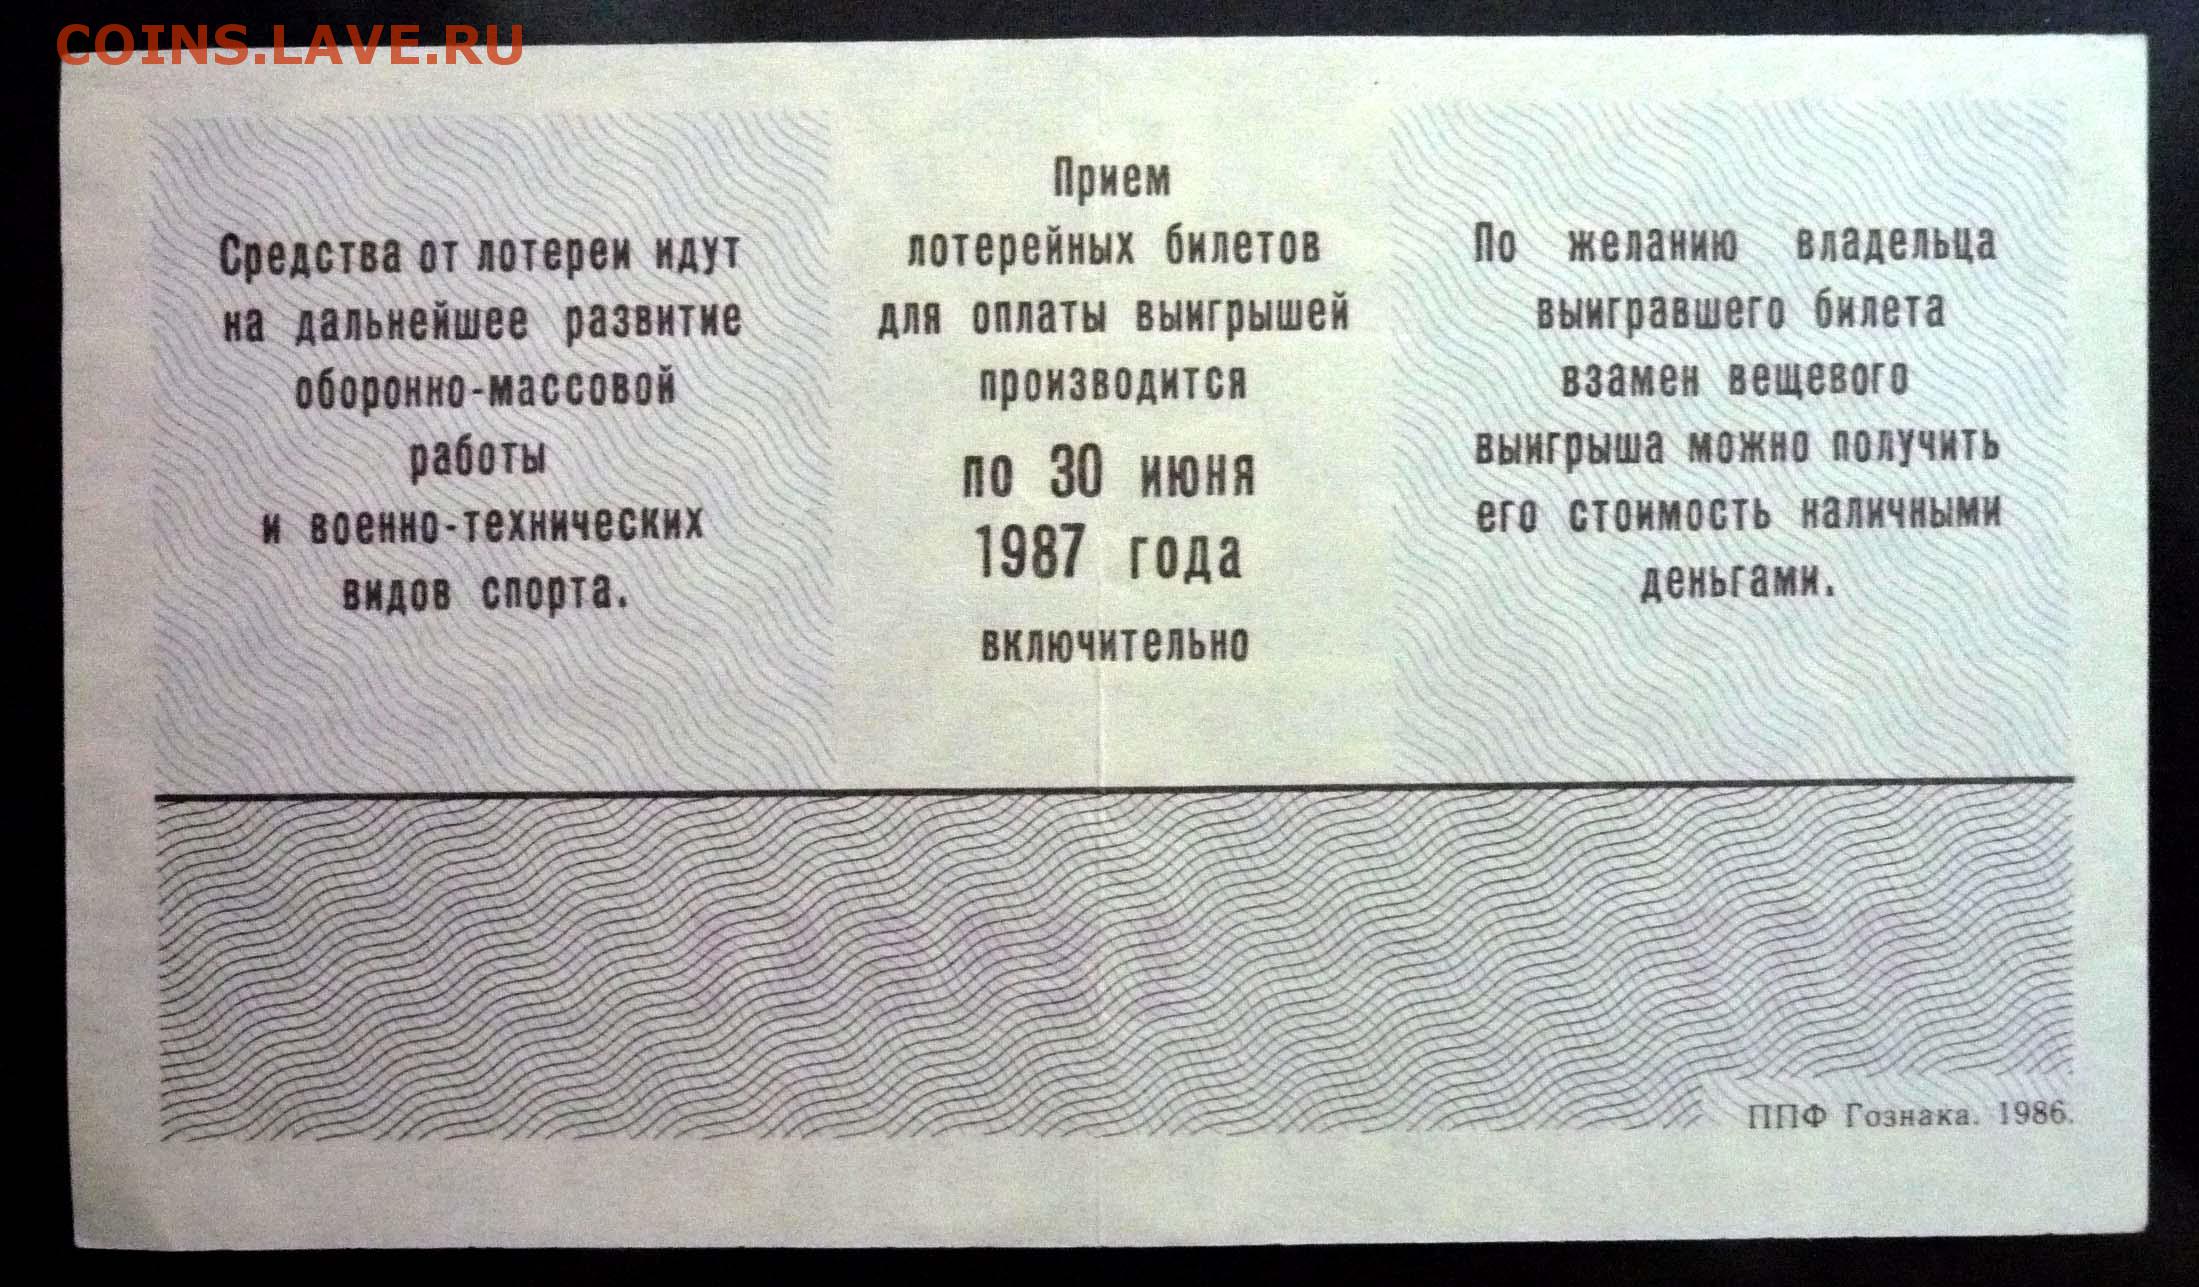 COINS.LAVE.RU
Средства от лотереи идут
на дальнейшее развитие
оборонно-массовой
работы
и военно-технических
видов спорта.
Прием
лотерейных билетов
для оплаты выигрышей
производится
по 30 июня
1987 года
включительно
По желанию владельца
выигравшего билета
взамен вещевого
выигрыша можно получить
его стоимость наличными
деньгами.
ППФ Гознака. 1986.